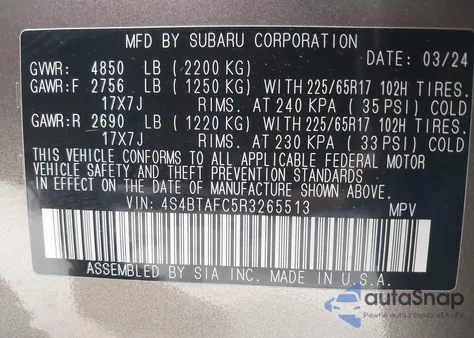 MFD BY SUBARU CORPORATION
DATE: 03/24
GVWR: 4850 LB (2200 KG)
GAWR:F 2756 LB (1250 KG) WITH 225/65R17 102H TIRES.
17X7J RIMS. AT 240 KPA (35 PSI) COLD
GAWR:R 2690 LB (1220 KG) WITH 225/65R17 102H TIRES.
17X7J RIMS. AT 230 KPA (33 PSI) COLD
THIS VEHICLE CONFORMS TO ALL APPLICABLE FEDERAL MOTOR
VEHICLE SAFETY AND THEFT PREVENTION STANDARDS
IN EFFECT ON THE DATE OF MANUFACTURE SHOWN ABOVE.
VIN: 4S4BTAFC5R3265513 MPV
ASSEMBLED BY SIA INC. MADE IN U.S.A.
autoSnap